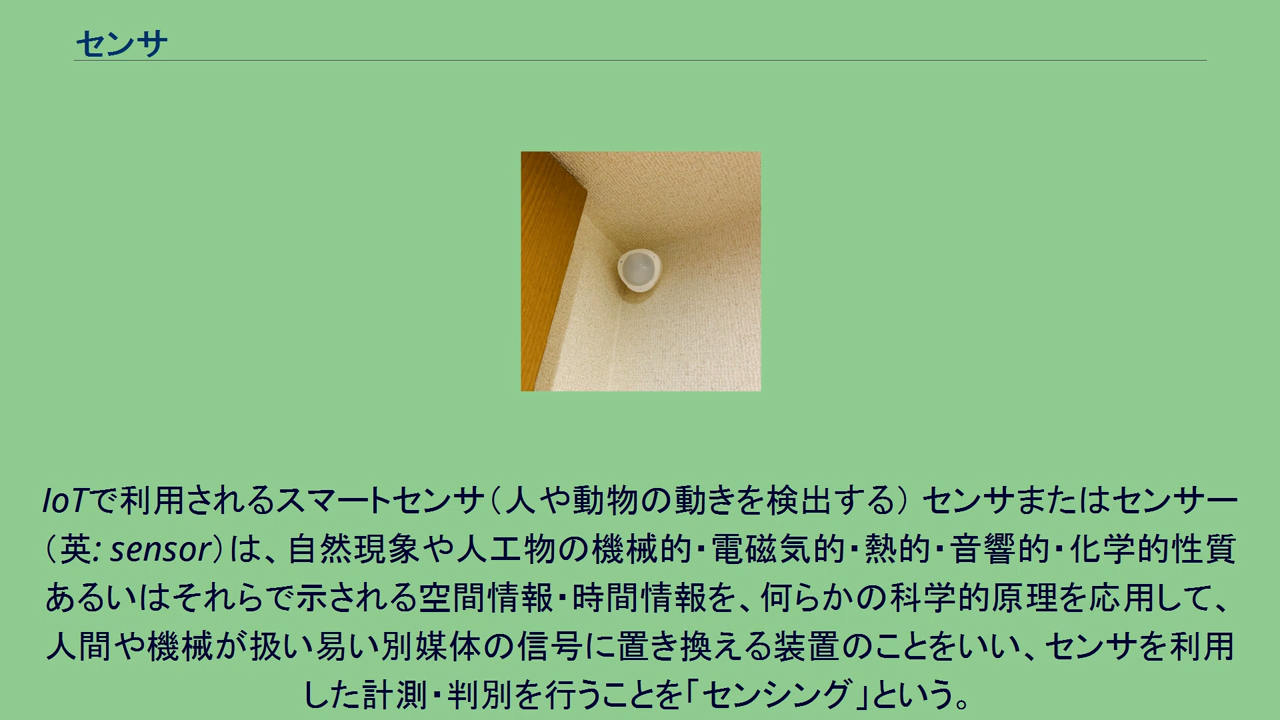 センサ
IoTで利用されるスマートセンサ（人や動物の動きを検出する） センサまたはセンサー
（英: sensor）は、自然現象や人工物の機械的・電磁気的・熱的・音響的・化学的性質
あるいはそれらで示される空間情報・時間情報を、何らかの科学的原理を応用して、
人間や機械が扱い易い別媒体の信号に置き換える装置のことをいい、センサを利用
した計測・判別を行うことを「センシング」という。